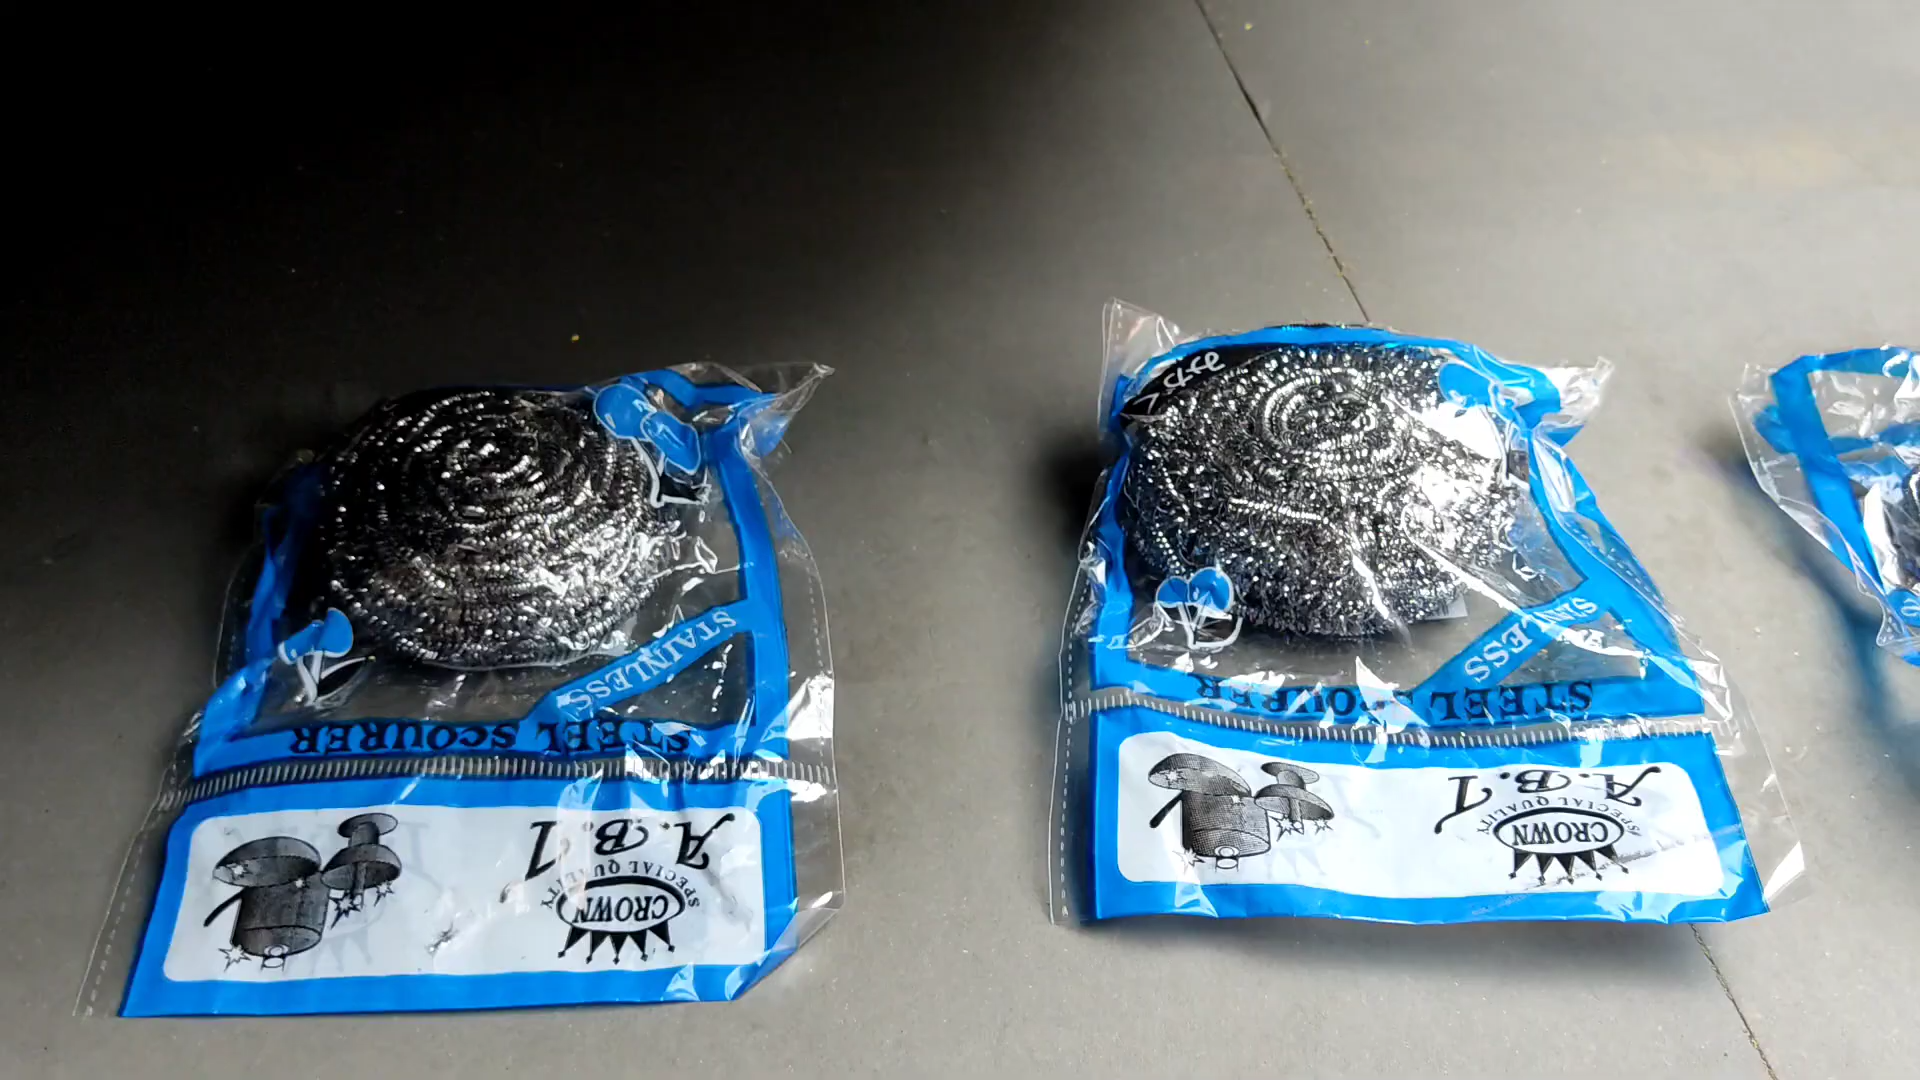 STAINLESS
STEEL SCOURER
A.B.1
SPECIAL QUALITY
CROWN
STAINLESS
STEEL SCOURER
A.B.1
SPECIAL QUALITY
CROWN